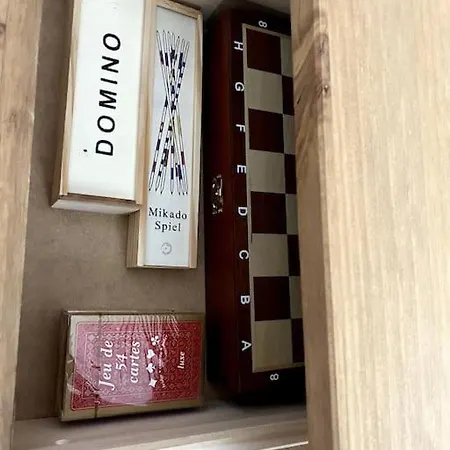 DOMINO
Mikado
Spiel
8
H
G
F
E
D
C
B
A
8
Jeu de
54
cartes
luxe